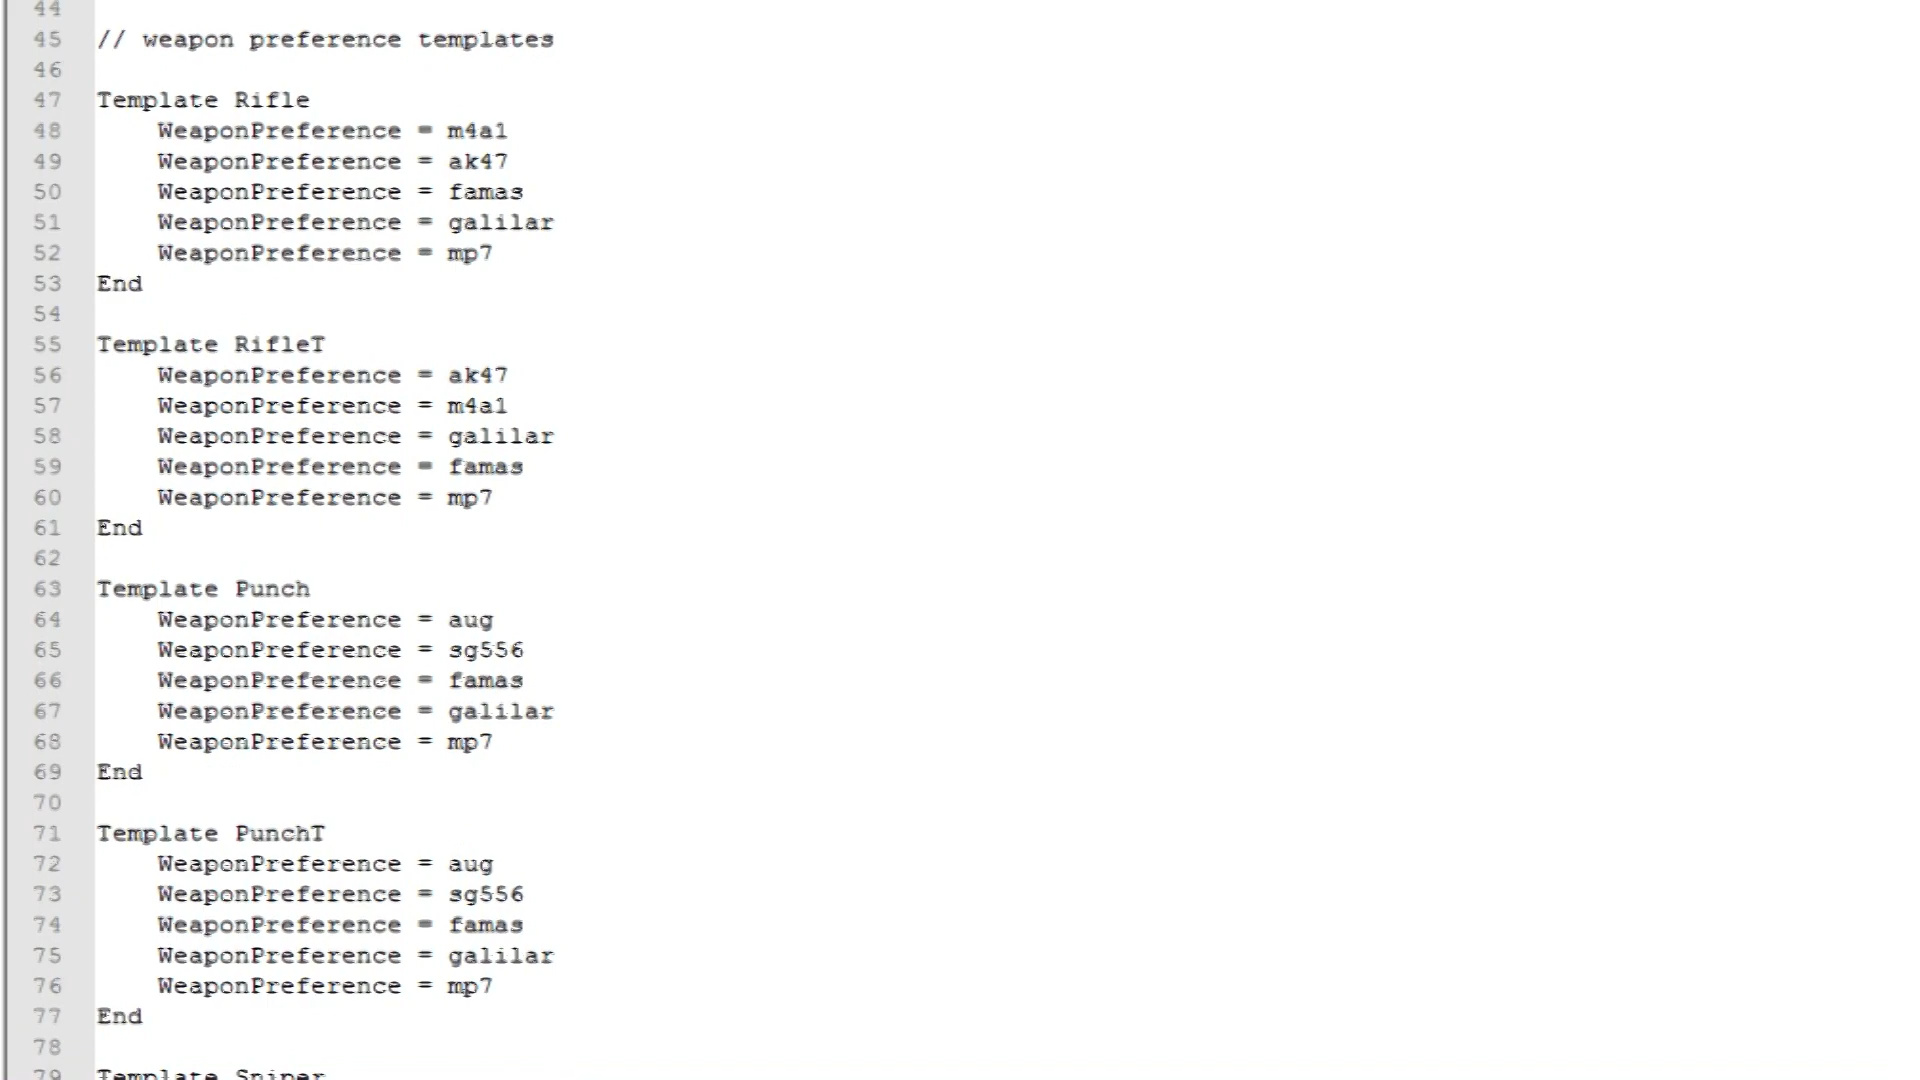 44
45 // weapon preference templates
46
47 Template Rifle
48 WeaponPreference = m4a1
49 WeaponPreference = ak47
50 WeaponPreference = famas
51 WeaponPreference = galilar
52 WeaponPreference = mp7
53 End
54
55 Template RifleT
56 WeaponPreference = ak47
57 WeaponPreference = m4a1
58 WeaponPreference = galilar
59 WeaponPreference = famas
60 WeaponPreference = mp7
61 End
62
63 Template Punch
64 WeaponPreference = aug
65 WeaponPreference = sg556
66 WeaponPreference = famas
67 WeaponPreference = galilar
68 WeaponPreference = mp7
69 End
70
71 Template PunchT
72 WeaponPreference = aug
73 WeaponPreference = sg556
74 WeaponPreference = famas
75 WeaponPreference = galilar
76 WeaponPreference = mp7
77 End
78
79 Template Sniper